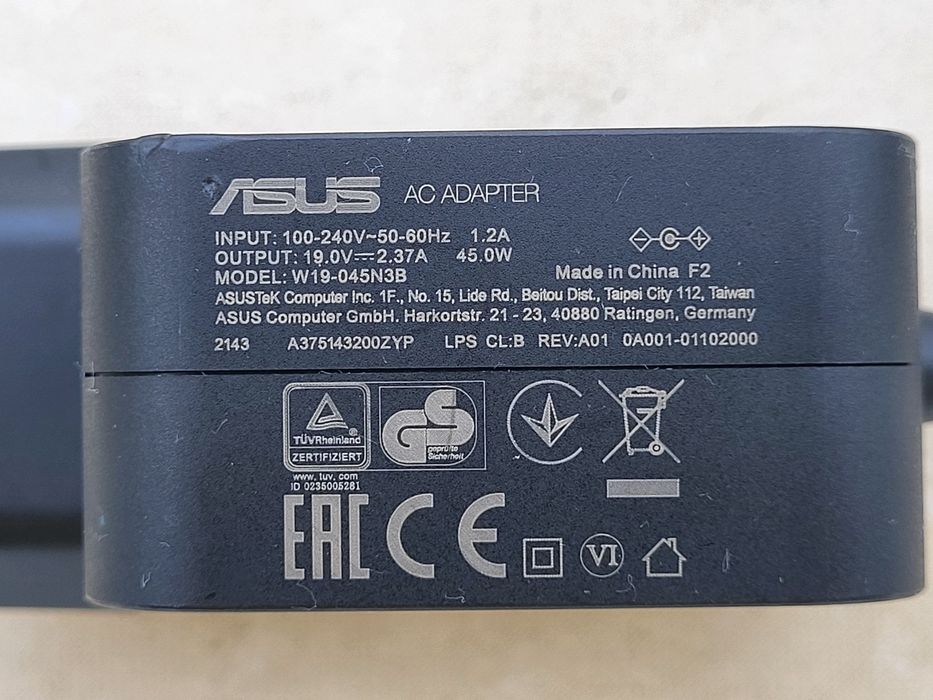 ASUS AC ADAPTER
INPUT: 100-240V~50-60Hz 1.2A
OUTPUT: 19.0V⎓2.37A 45.0W
MODEL: W19-045N3B
Made in China F2
ASUSTeK Computer Inc. 1F., No. 15, Lide Rd., Beitou Dist., Taipei City 112, Taiwan
ASUS Computer GmbH. Harkortstr. 21 - 23, 40880 Ratingen, Germany
2143 A375143200ZYP LPS CL:B REV:A01 0A001-01102000
TÜVRheinland
ZERTIFIZIERT
www.tuv.com
ID 0235005281
GS
geprüfte
Sicherheit
EAC CE VI